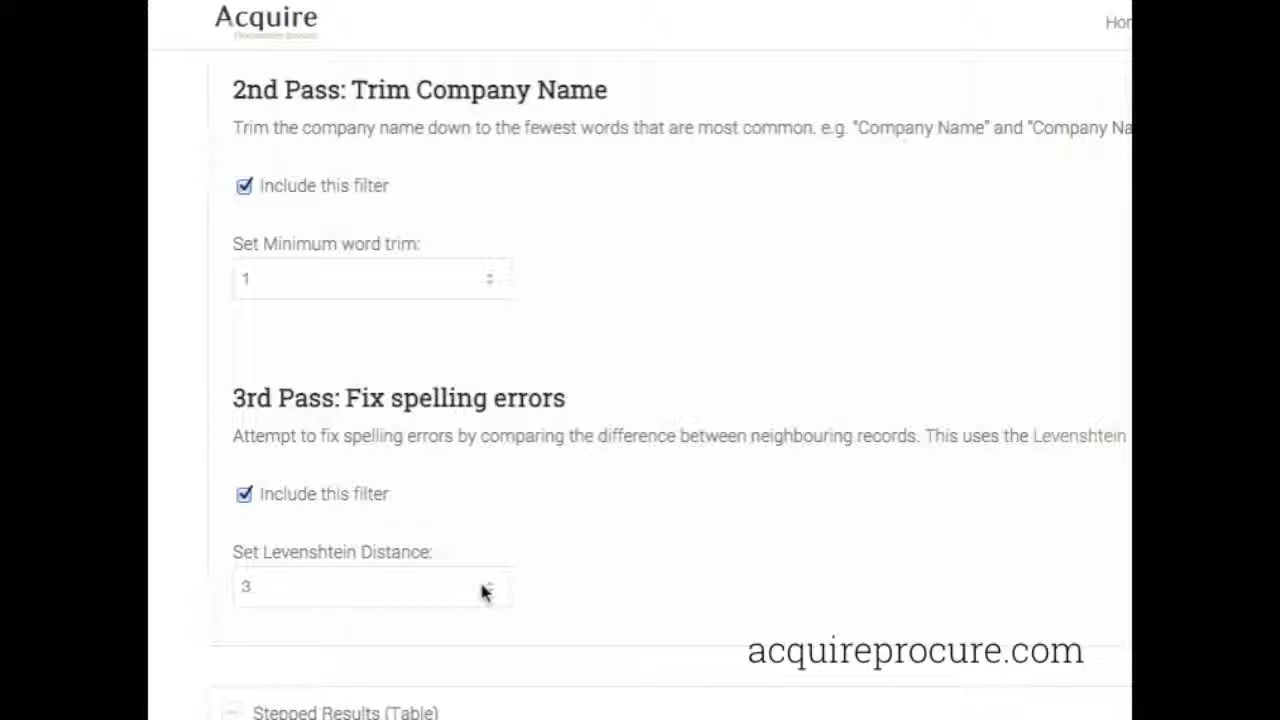 Acquire
Hor
2nd Pass: Trim Company Name
Trim the company name down to the fewest words that are most common. e.g. "Company Name" and "Company Na
Include this filter
Set Minimum word trim:
1
3rd Pass: Fix spelling errors
Attempt to fix spelling errors by comparing the difference between neighbouring records. This uses the Levenshtein
Include this filter
Set Levenshtein Distance:
3
acquireprocure.com
Stepped Results (Table)